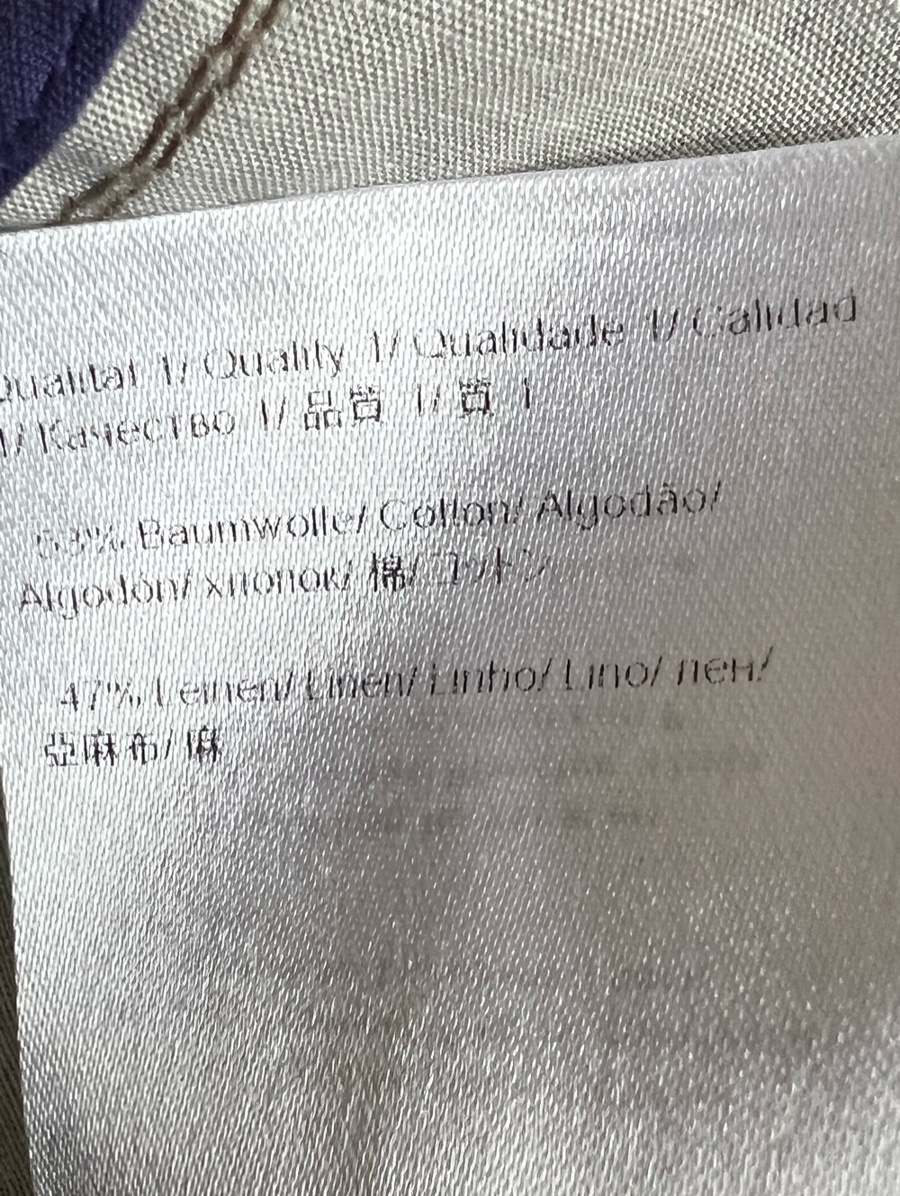 Qualität 1/ Quality 1/ Qualidade 1/ Calidad
1/ Качество 1/ 品質 1/ 質 1
53% Baumwolle/ Cotton/ Algodão/
Algodón/ хлопок/ 棉/ コットン
47% Leinen/ Linen/ Linho/ Lino/ лен/
亞麻布/ 麻